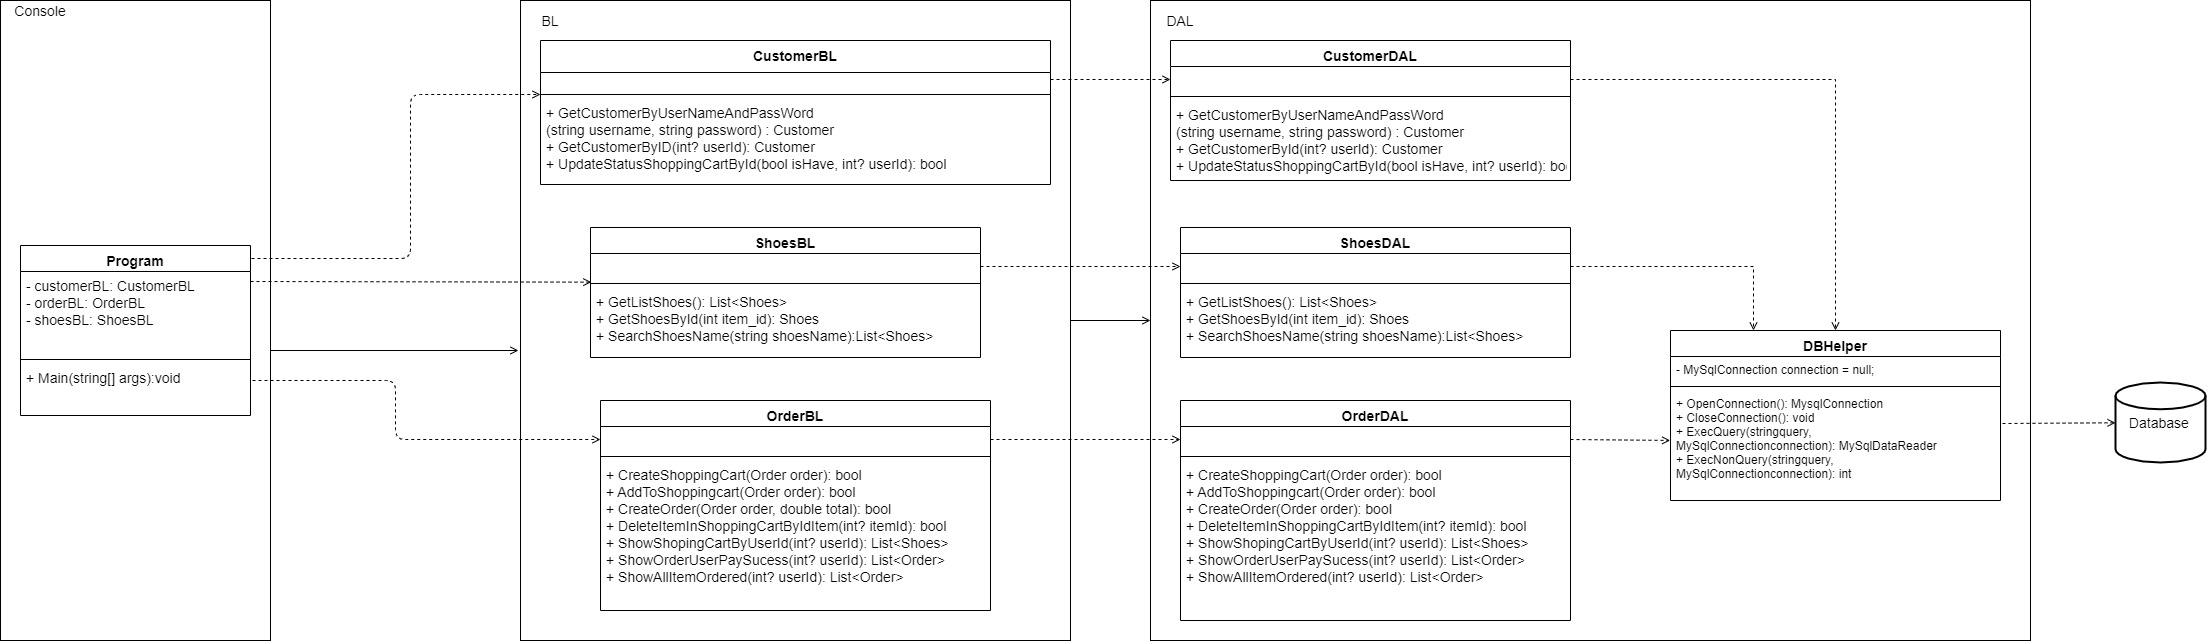 Console
Program
- customerBL: CustomerBL
- orderBL: OrderBL
- shoesBL: ShoesBL
+ Main(string[] args):void
BL
CustomerBL
+ GetCustomerByUserNameAndPassWord
(string username, string password) : Customer
+ GetCustomerByID(int? userId): Customer
+ UpdateStatusShoppingCartById(bool isHave, int? userId): bool
ShoesBL
+ GetListShoes(): List<Shoes>
+ GetShoesById(int item_id): Shoes
+ SearchShoesName(string shoesName):List<Shoes>
OrderBL
+ CreateShoppingCart(Order order): bool
+ AddToShoppingcart(Order order): bool
+ CreateOrder(Order order, double total): bool
+ DeleteItemInShoppingCartByIdItem(int? itemId): bool
+ ShowShopingCartByUserId(int? userId): List<Shoes>
+ ShowOrderUserPaySucess(int? userId): List<Order>
+ ShowAllItemOrdered(int? userId): List<Order>
DAL
CustomerDAL
+ GetCustomerByUserNameAndPassWord
(string username, string password) : Customer
+ GetCustomerById(int? userId): Customer
+ UpdateStatusShoppingCartById(bool isHave, int? userId): bo
ShoesDAL
+ GetListShoes(): List<Shoes>
+ GetShoesById(int item_id): Shoes
+ SearchShoesName(string shoesName):List<Shoes>
OrderDAL
+ CreateShoppingCart(Order order): bool
+ AddToShoppingcart(Order order): bool
+ CreateOrder(Order order): bool
+ DeleteItemInShoppingCartByIdItem(int? itemId): bool
+ ShowShopingCartByUserId(int? userId): List<Shoes>
+ ShowOrderUserPaySucess(int? userId): List<Order>
+ ShowAllItemOrdered(int? userId): List<Order>
DBHelper
- MySqlConnection connection = null;
+ OpenConnection(): MysqlConnection
+ CloseConnection(): void
+ ExecQuery(stringquery,
MySqlConnectionconnection): MySqlDataReader
+ ExecNonQuery(stringquery,
MySqlConnectionconnection): int
Database